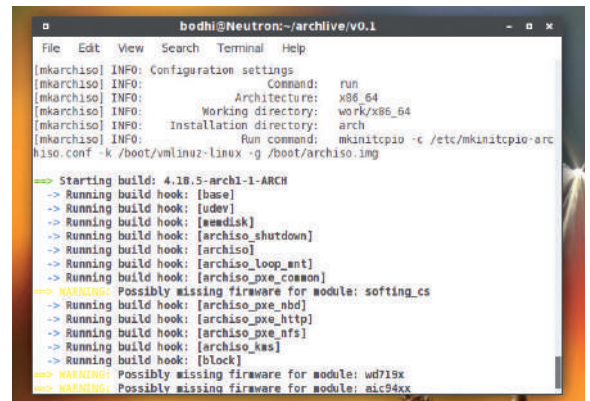 bodhi@Neutron:~/archlive/v0.1
File Edit View Search Terminal Help
[mkarchiso] INFO: Configuration settings
[mkarchiso] INFO: Command: run
[mkarchiso] INFO: Architecture: x86_64
[mkarchiso] INFO: Working directory: work/x86_64
[mkarchiso] INFO: Installation directory: arch
[mkarchiso] INFO: Run command: mkinitcpio -c /etc/mkinitcpio-arc
hiso.conf -k /boot/vmlinuz-linux -g /boot/archiso.img
==> Starting build: 4.18.5-arch1-1-ARCH
-> Running build hook: [base]
-> Running build hook: [udev]
-> Running build hook: [memdisk]
-> Running build hook: [archiso_shutdown]
-> Running build hook: [archiso]
-> Running build hook: [archiso_loop_mnt]
-> Running build hook: [archiso_pxe_common]
==> WARNING: Possibly missing firmware for module: softing_cs
-> Running build hook: [archiso_pxe_nbd]
-> Running build hook: [archiso_pxe_http]
-> Running build hook: [archiso_pxe_nfs]
-> Running build hook: [archiso_kms]
-> Running build hook: [block]
==> WARNING: Possibly missing firmware for module: wd719x
==> WARNING: Possibly missing firmware for module: aic94xx